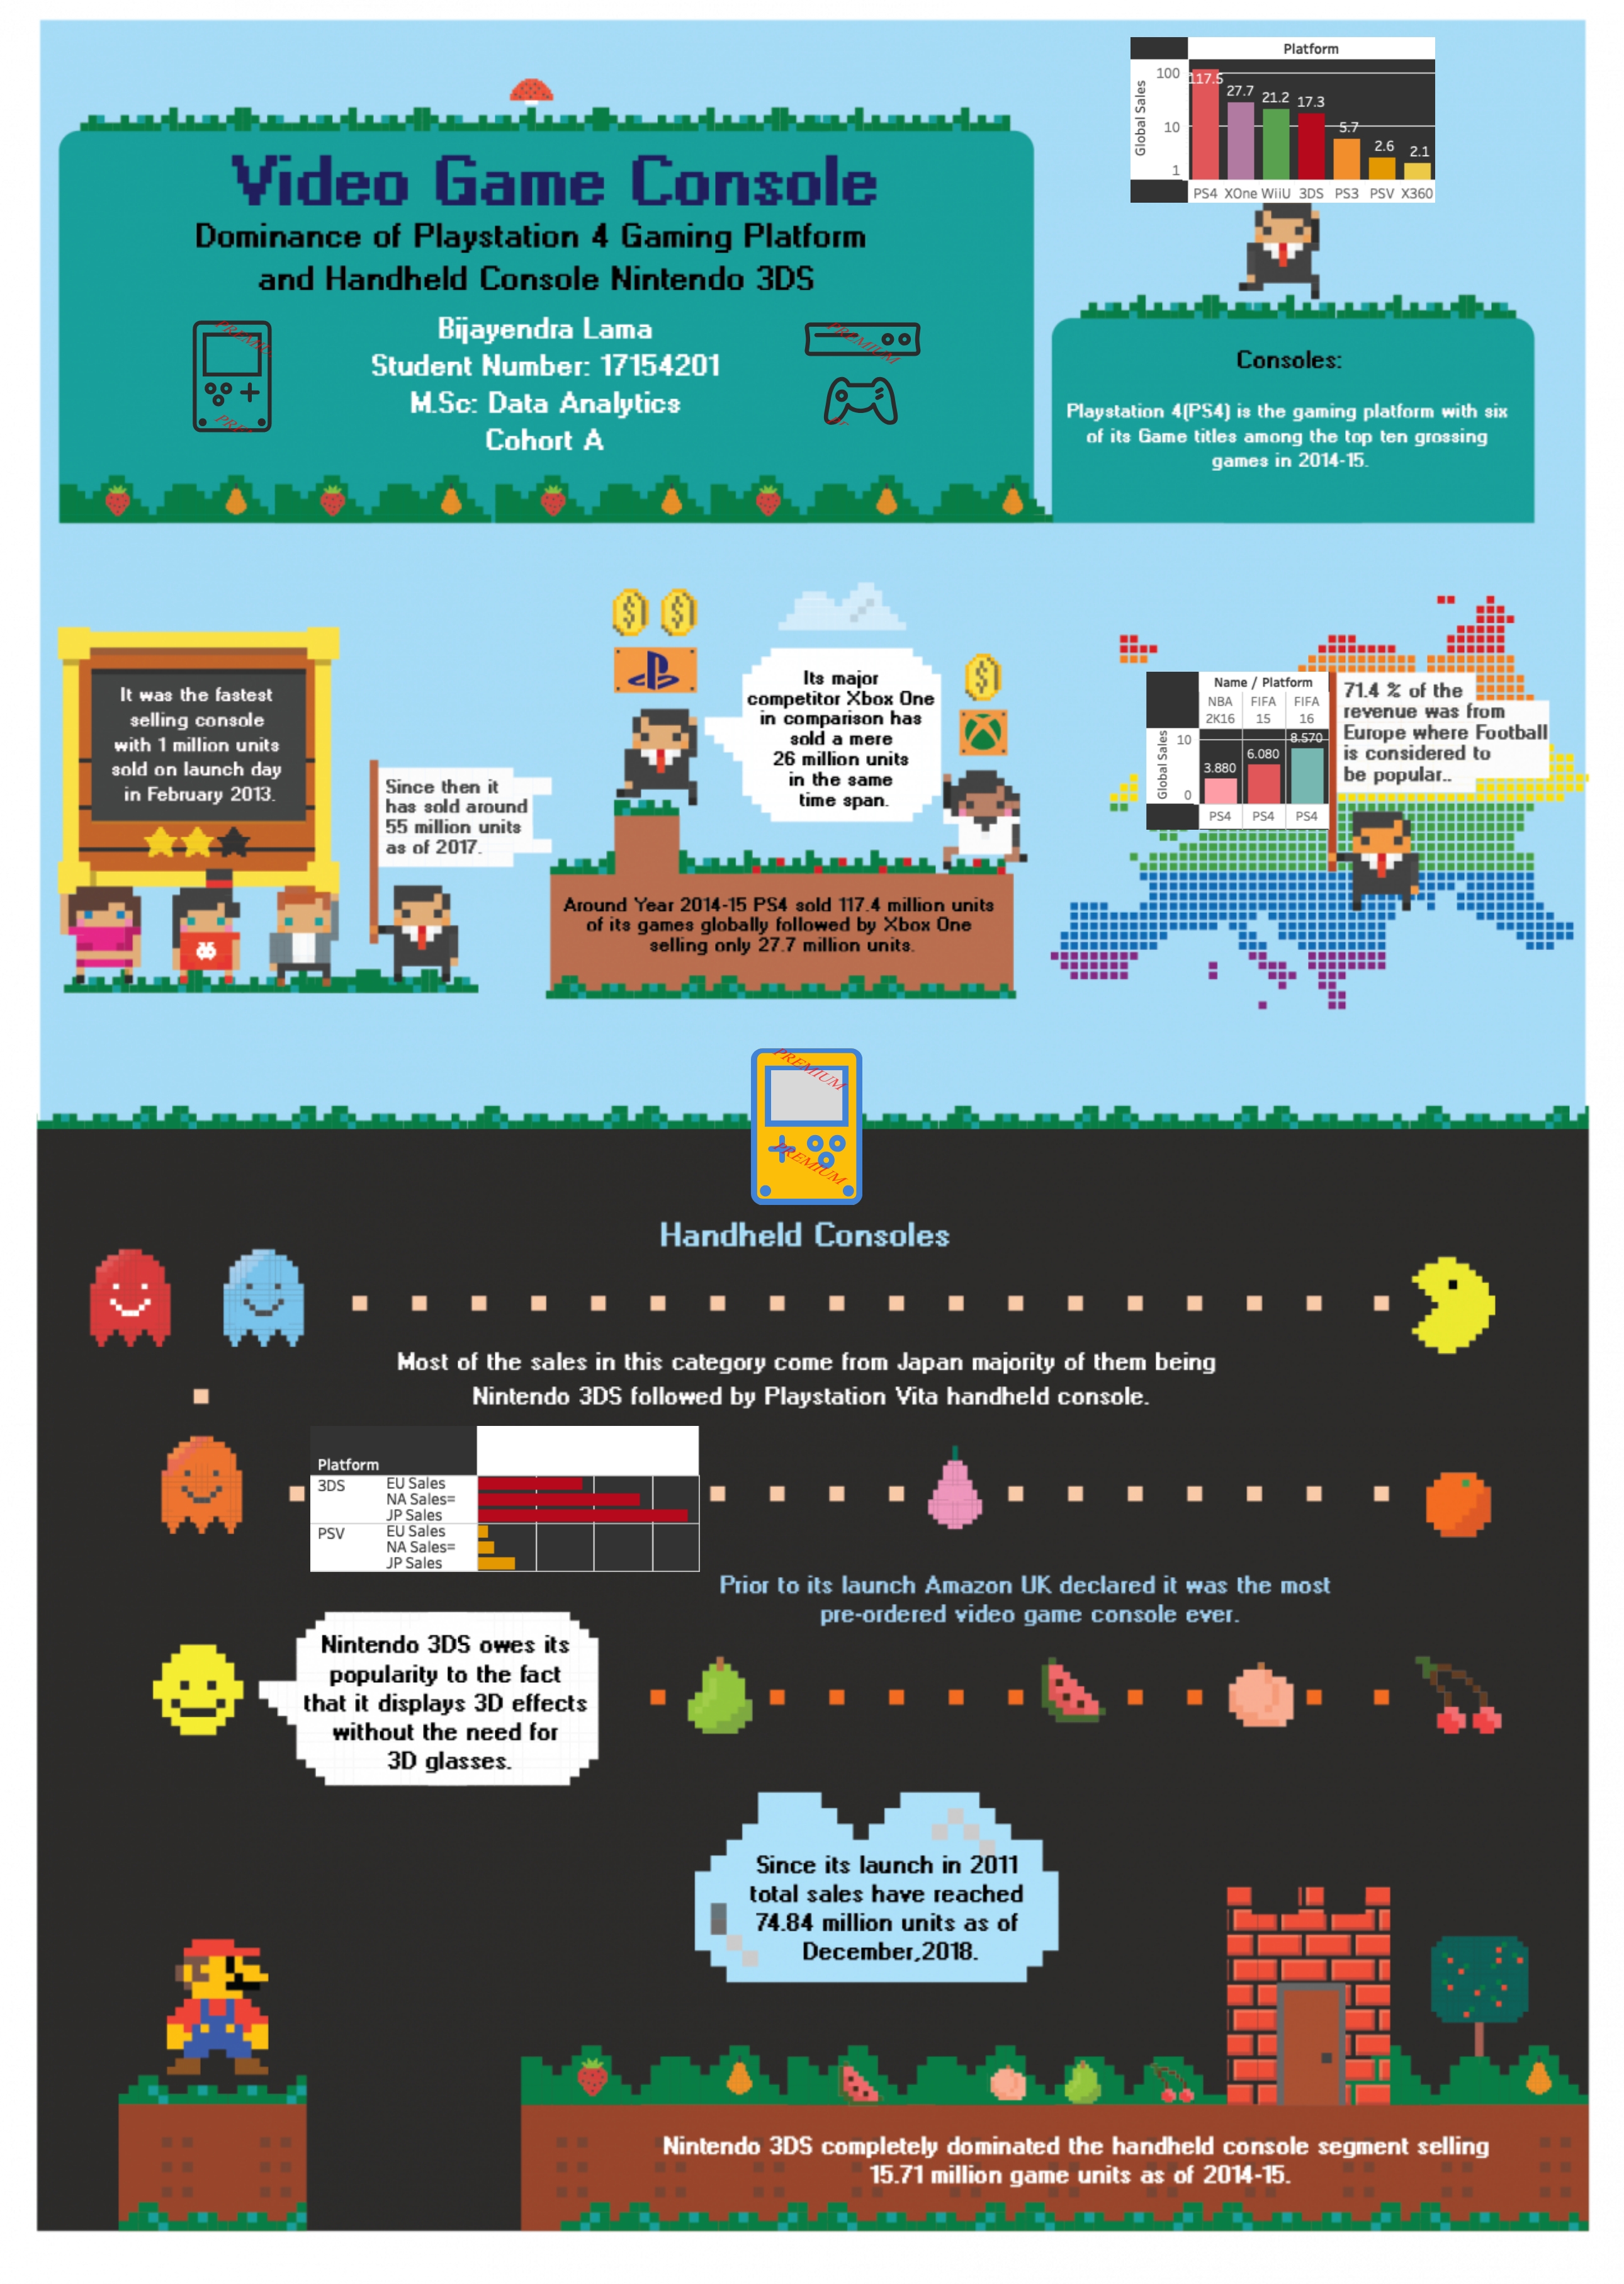 Video Game Console
Dominance of Playstation 4 Gaming Platform
and Handheld Console Nintendo 3DS
Bijayendra Lama
Student Number: 17154201
M.Sc: Data Analytics
Cohort A
PREMIUM
Platform
Global Sales
100
10
1
117.5
27.7
21.2
17.3
5.7
2.6
2.1
PS4 XOne WiiU 3DS PS3 PSV X360
Consoles:
Playstation 4(PS4) is the gaming platform with six
of its Game titles among the top ten grossing
games in 2014-15.
It was the fastest
selling console
with 1 million units
sold on launch day
in February 2013.
Since then it
has sold around
55 million units
as of 2017.
Its major
competitor Xbox One
in comparison has
sold a mere
26 million units
in the same
time span.
Around Year 2014-15 PS4 sold 117.4 million units
of its games globally followed by Xbox One
selling only 27.7 million units.
Name / Platform
NBA
2K16
FIFA
15
FIFA
16
Global Sales
10
0
3.880
6.080
8.570
PS4 PS4 PS4
71.4 % of the
revenue was from
Europe where Football
is considered to
be popular..
PREMIUM
PREMIUM
Handheld Consoles
Most of the sales in this category come from Japan majority of them being
Nintendo 3DS followed by Playstation Vita handheld console.
Platform
3DS EU Sales
NA Sales=
JP Sales
PSV EU Sales
NA Sales=
JP Sales
Prior to its launch Amazon UK declared it was the most
pre-ordered video game console ever.
Nintendo 3DS owes its
popularity to the fact
that it displays 3D effects
without the need for
3D glasses.
Since its launch in 2011
total sales have reached
74.84 million units as of
December,2018.
Nintendo 3DS completely dominated the handheld console segment selling
15.71 million game units as of 2014-15.